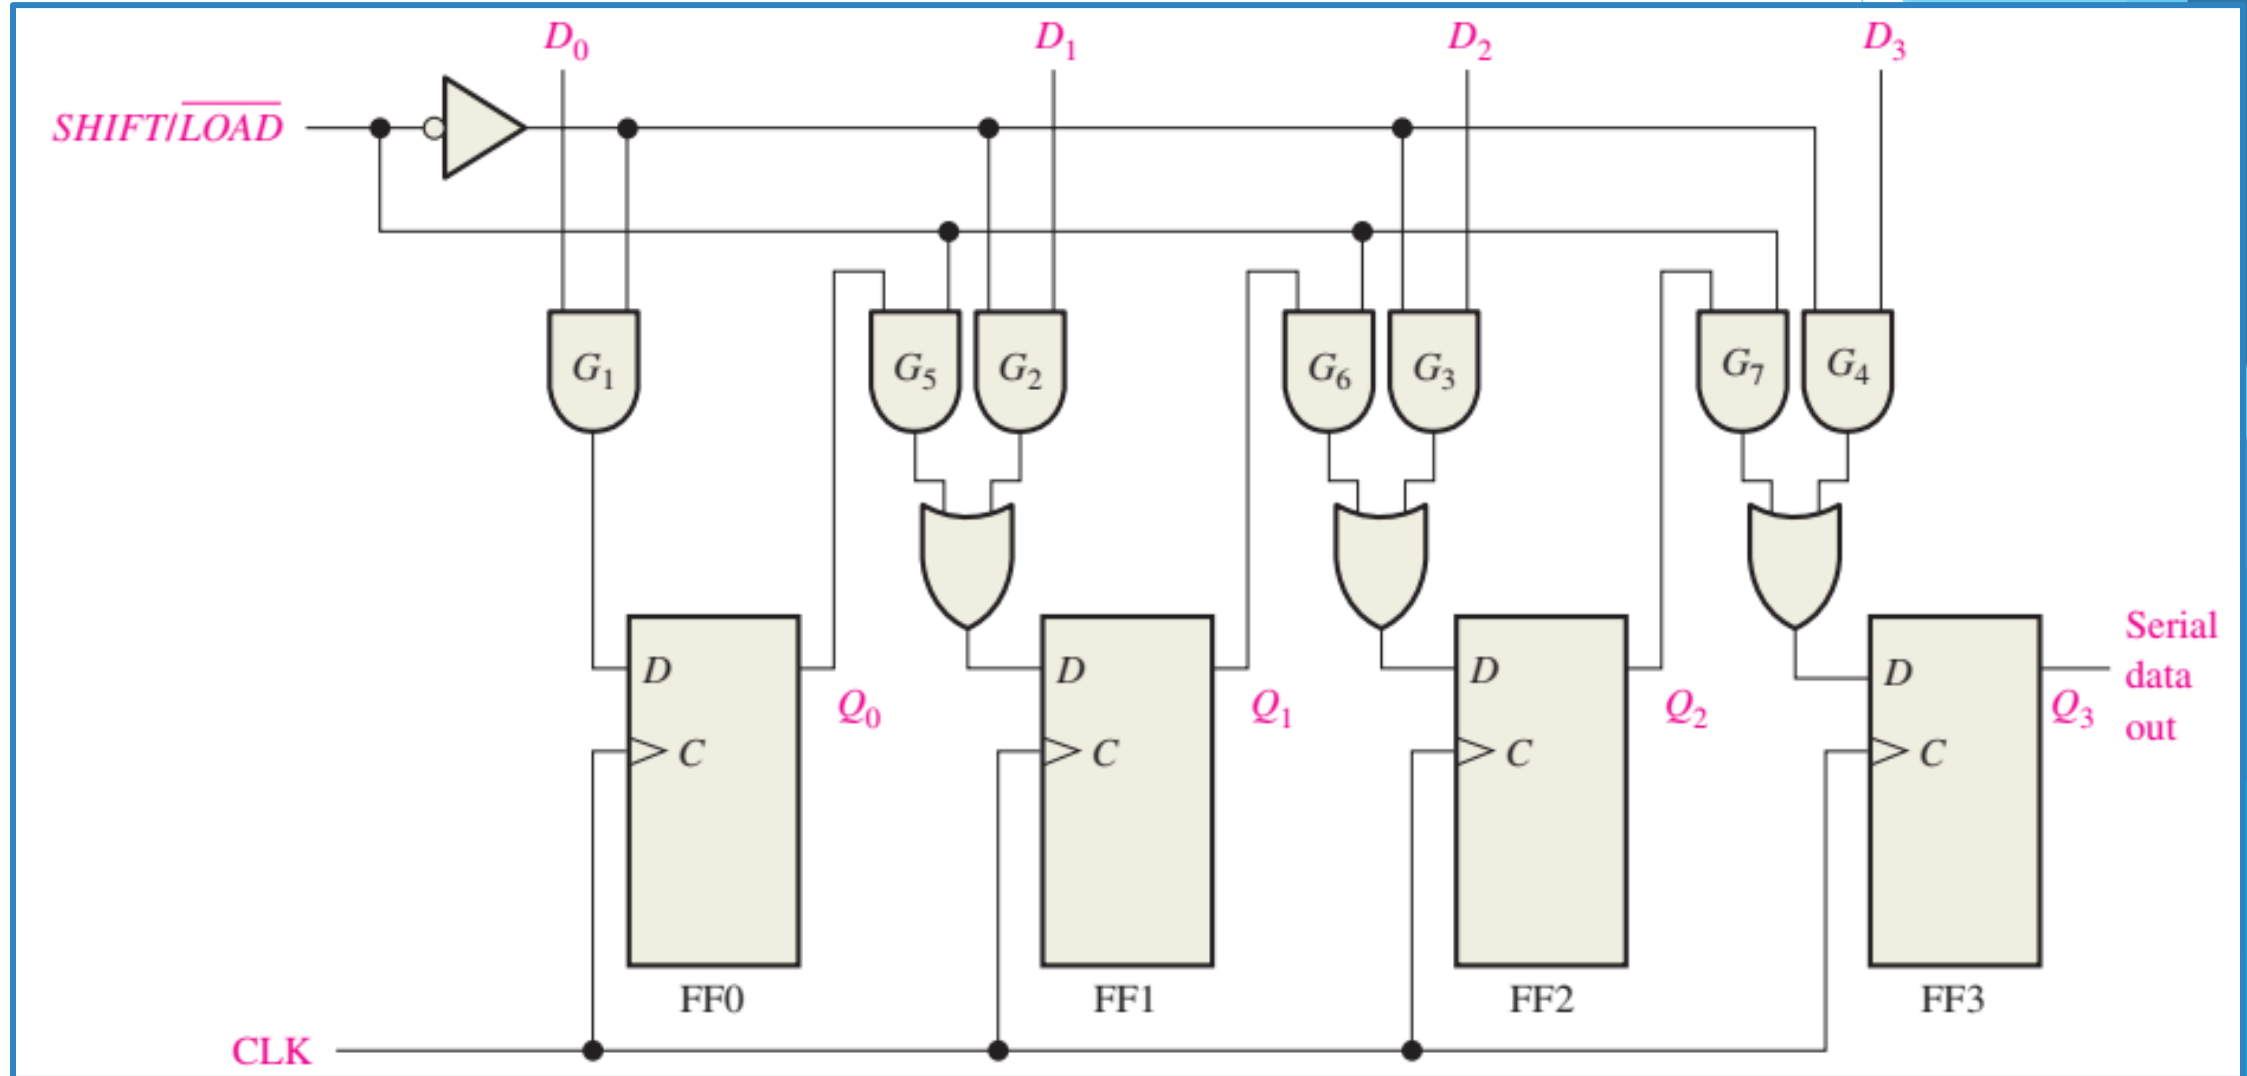 D₀ D₁ D₂ D₃
SHIFT/L̅O̅A̅D̅
G₁ G₅ G₂ G₆ G₃ G₇ G₄
Serial
data
out
D D D D
Q₀ Q₁ Q₂ Q₃
C C C C
FF0 FF1 FF2 FF3
CLK